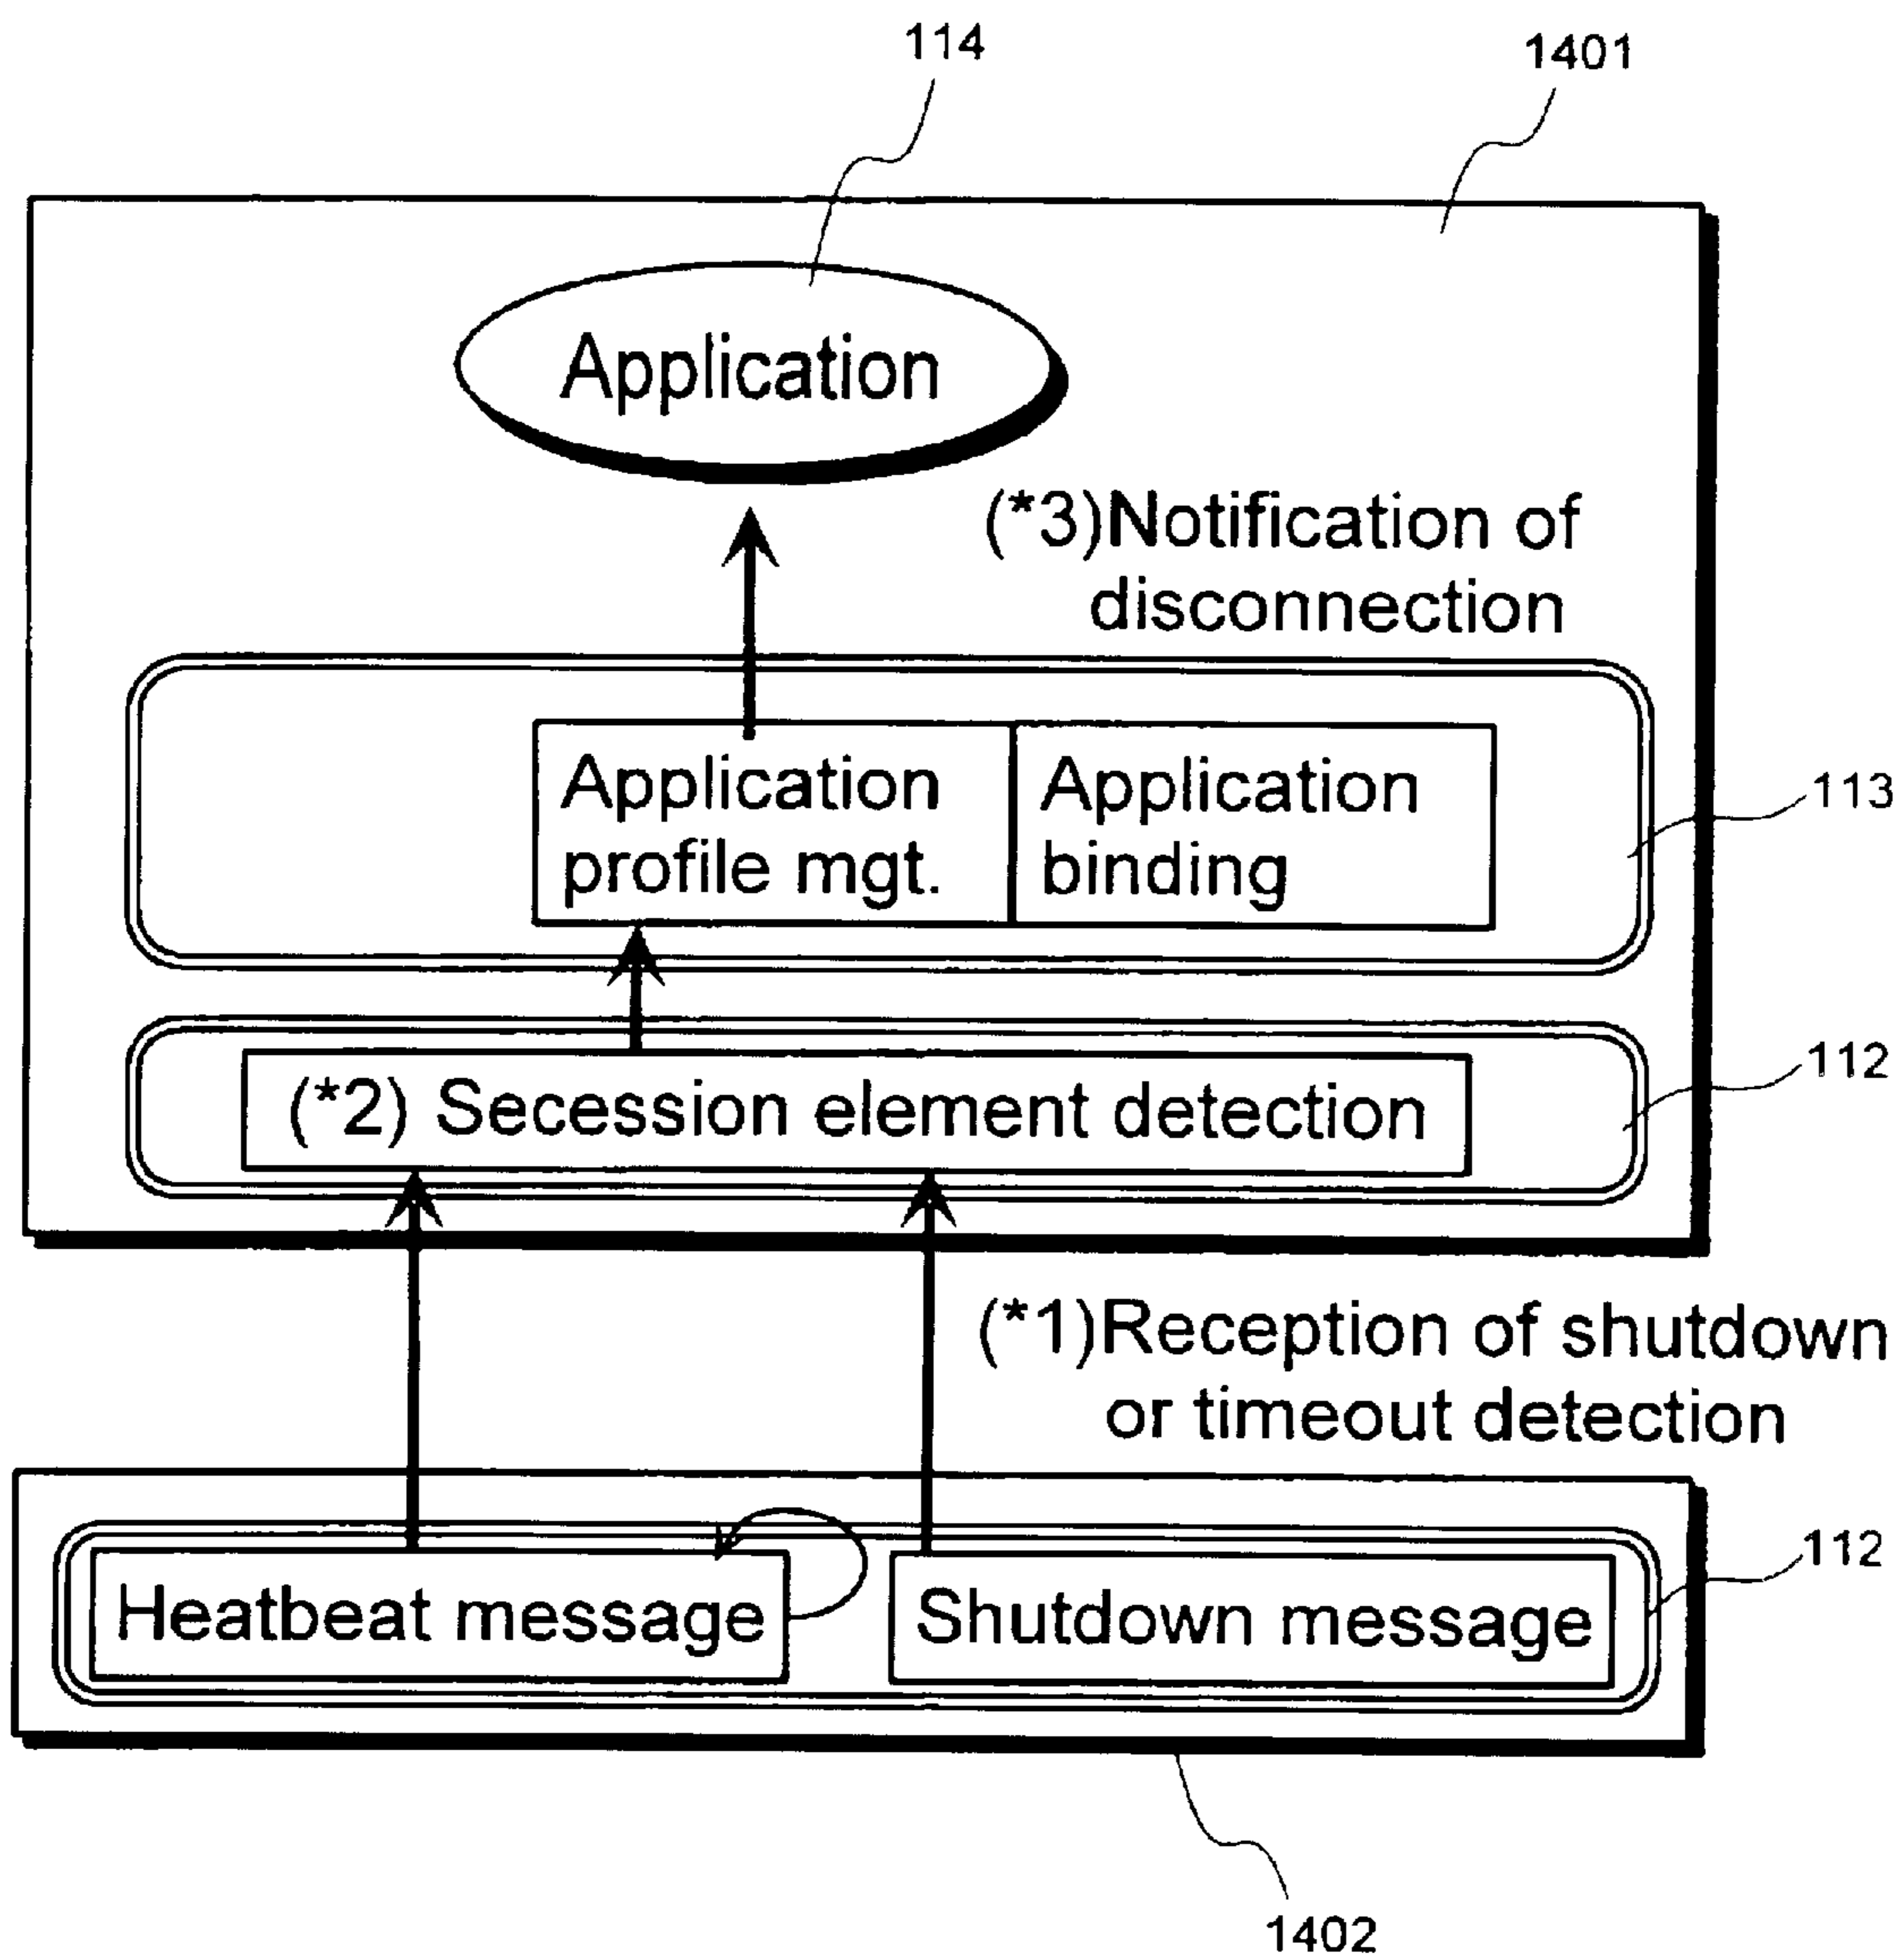 114
1401
Application
(*3)Notification of
disconnection
Application
profile mgt.
Application
binding
113
(*2) Secession element detection
112
(*1)Reception of shutdown
or timeout detection
Heatbeat message
Shutdown message
112
1402